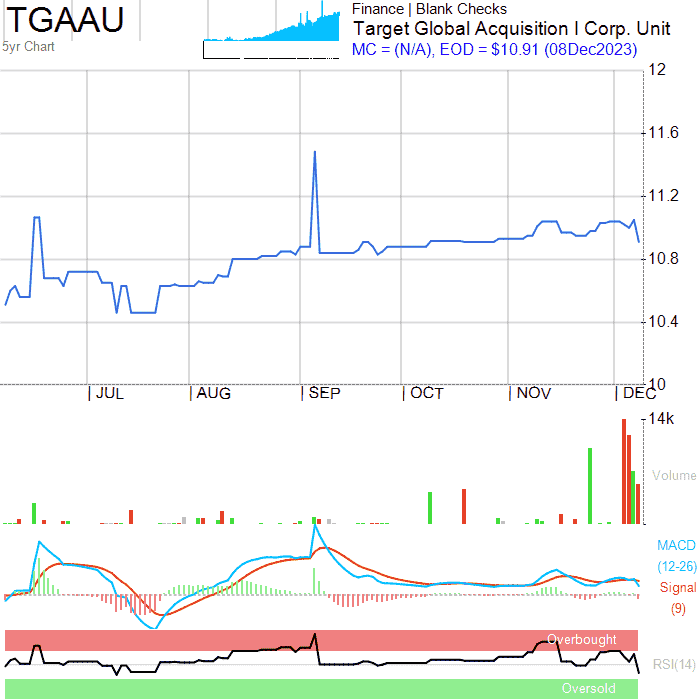 TGAAU
5yr Chart
Finance | Blank Checks
Target Global Acquisition I Corp. Unit
MC = (N/A), EOD = $10.91 (08Dec2023)
12
11.6
11.2
10.8
10.4
10
JUL AUG SEP OCT NOV DEC
14k
Volume
MACD
(12-26)
Signal
(9)
Overbought
RSI(14)
Oversold